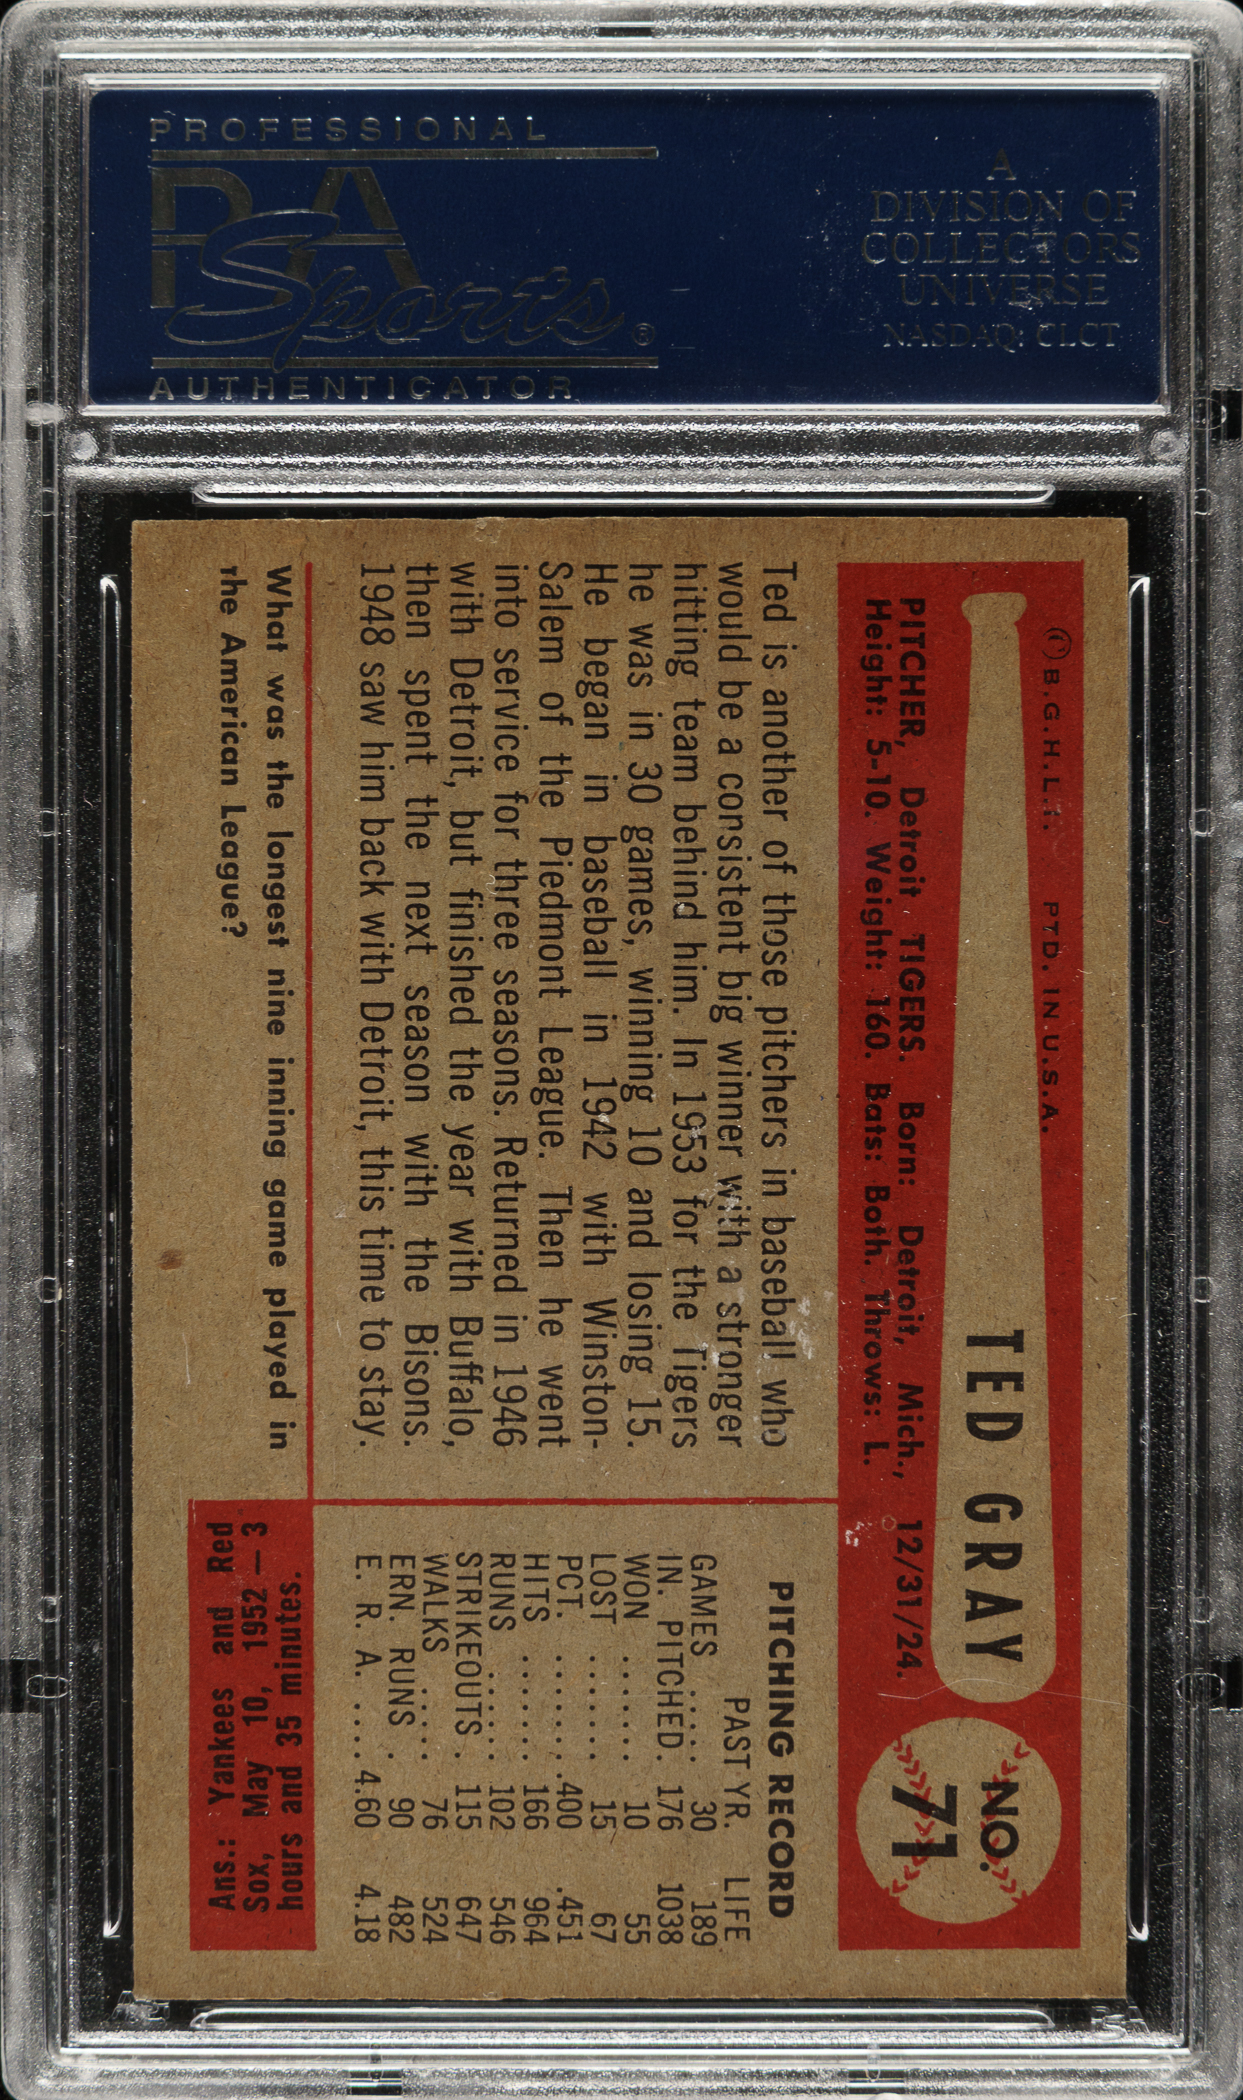 PROFESSIONAL
PSA
Sports®
AUTHENTICATOR
A
DIVISION OF
COLLECTORS
UNIVERSE
NASDAQ: CLCT
B.G.H.L.I. PTD. IN U.S.A.
TED GRAY
NO.
71
PITCHER, Detroit TIGERS. Born: Detroit, Mich., 12/31/24.
Height: 5-10. Weight: 160. Bats: Both. Throws: L.
Ted is another of those pitchers in baseball who
would be a consistent big winner with a stronger
hitting team behind him. In 1953 for the Tigers
he was in 30 games, winning 10 and losing 15.
He began in baseball in 1942 with Winston-
Salem of the Piedmont League. Then he went
into service for three seasons. Returned in 1946
with Detroit, but finished the year with Buffalo,
then spent the next season with the Bisons.
1948 saw him back with Detroit, this time to stay.
PITCHING RECORD
PAST YR. LIFE
GAMES ..... 30 189
IN. PITCHED. 176 1038
WON ....... 10 55
LOST ....... 15 67
PCT. ....... .400 .451
HITS ....... 166 964
RUNS ...... 102 546
STRIKEOUTS . 115 647
WALKS ..... 76 524
ERN. RUNS . 90 482
E. R. A. .... 4.60 4.18
What was the longest nine inning game played in
the American League?
Ans.: Yankees and Red
Sox, May 10, 1952 — 3
hours and 35 minutes.